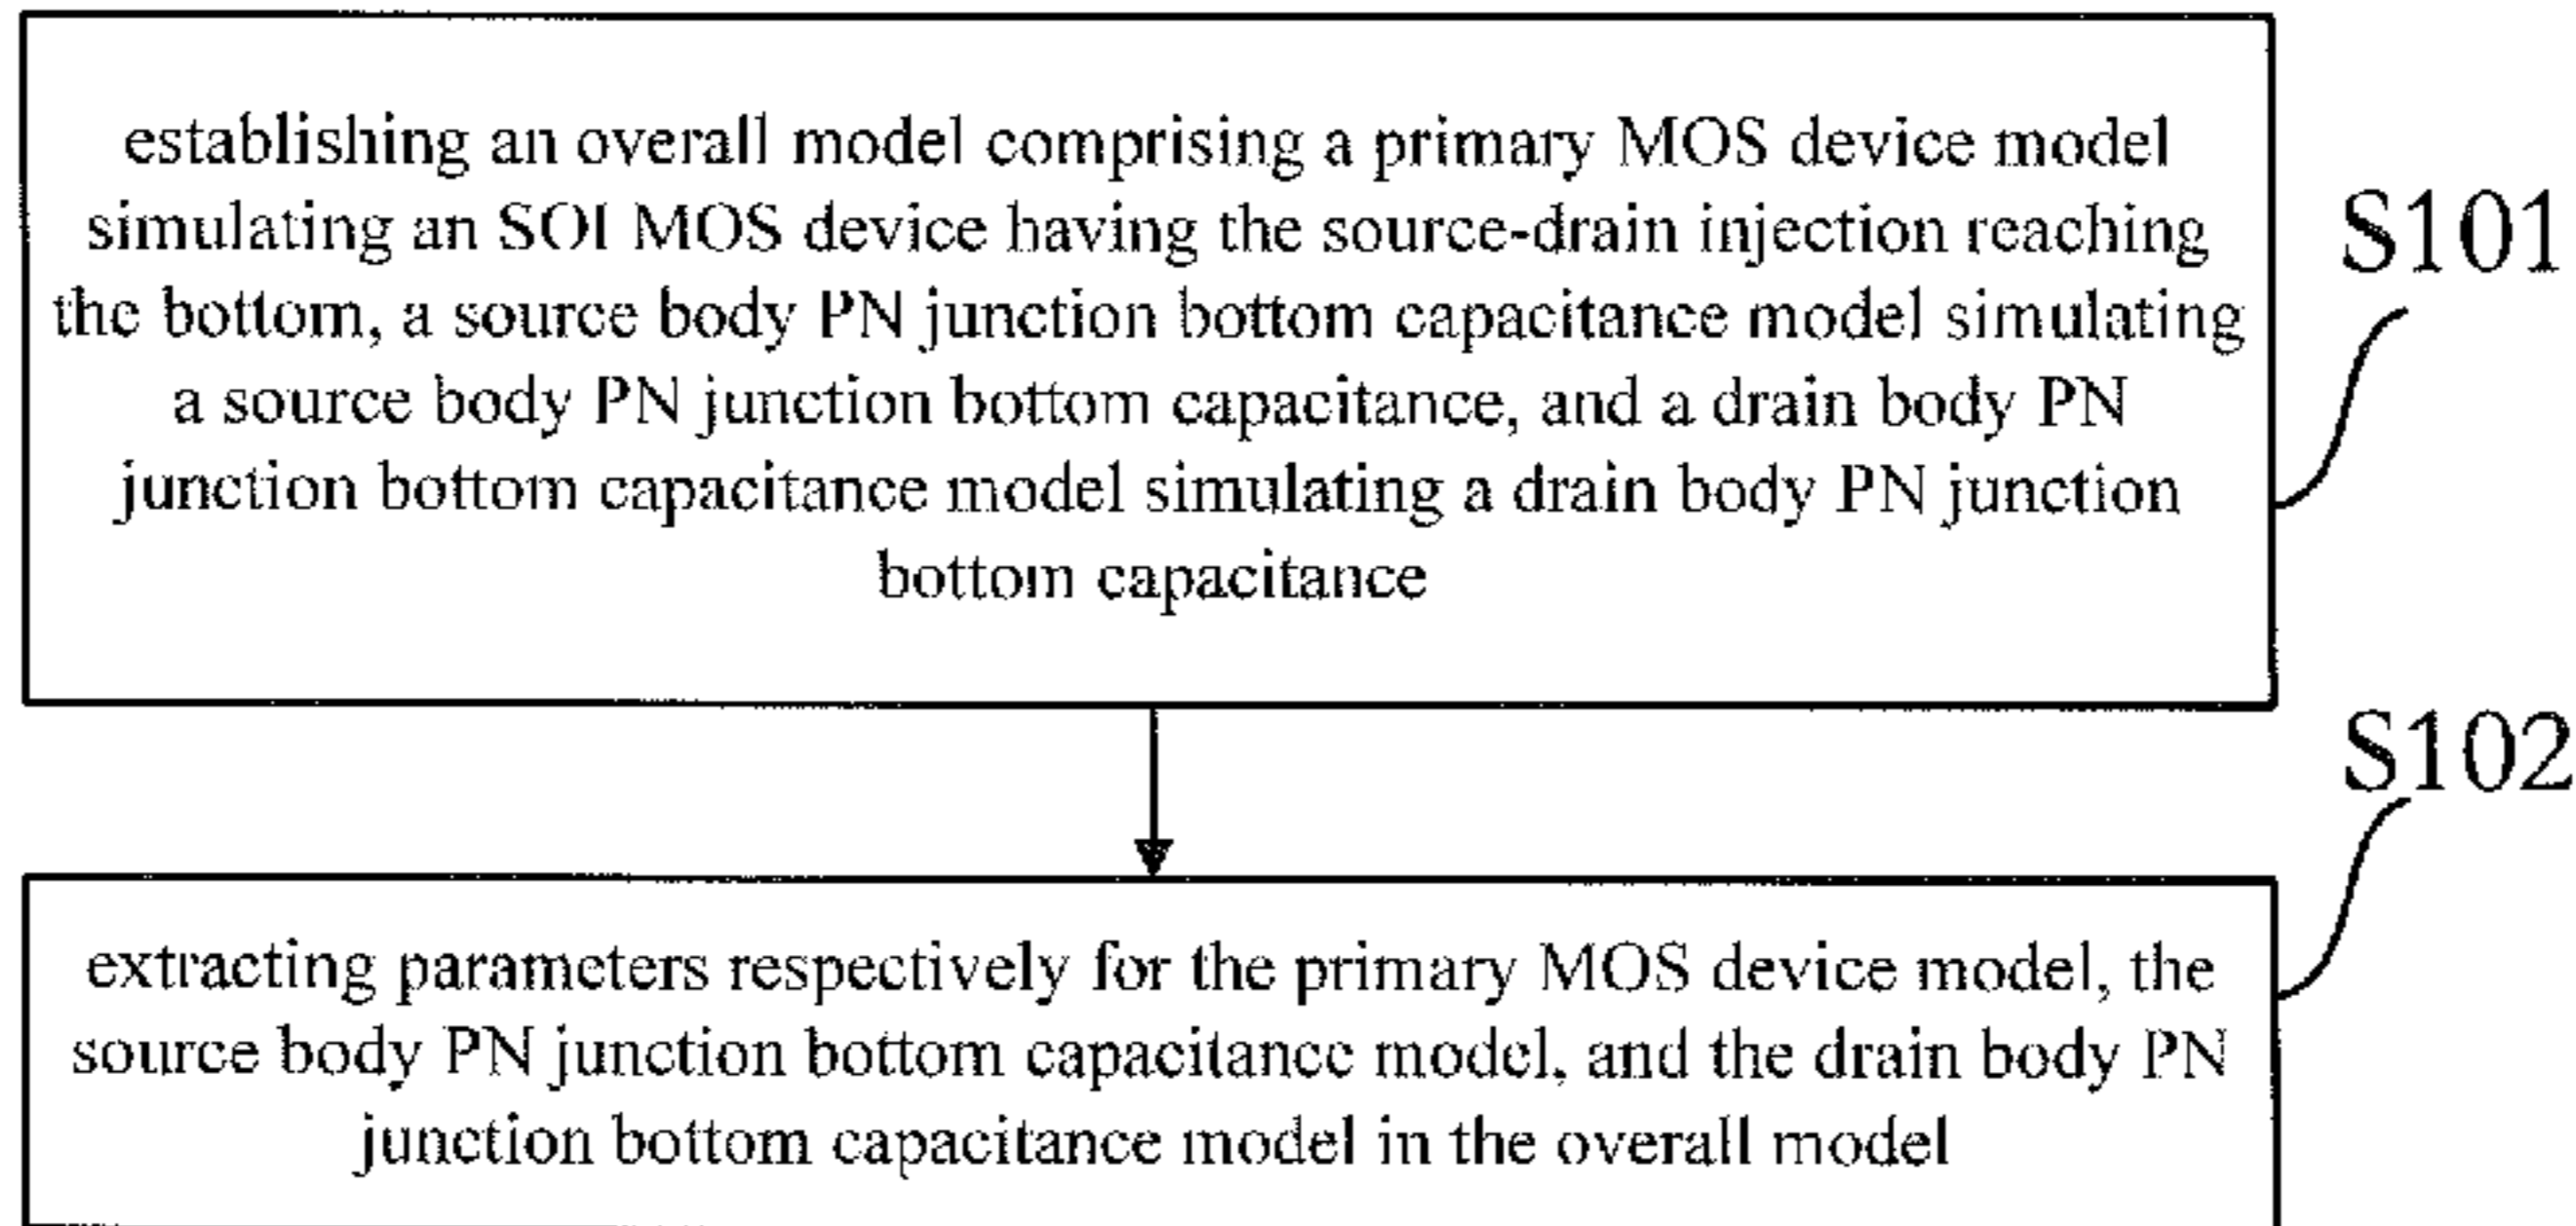 establishing an overall model comprising a primary MOS device model
simulating an SOI MOS device having the source-drain injection reaching
the bottom, a source body PN junction bottom capacitance model simulating
a source body PN junction bottom capacitance, and a drain body PN
junction bottom capacitance model simulating a drain body PN junction
bottom capacitance
S101
S102
extracting parameters respectively for the primary MOS device model, the
source body PN junction bottom capacitance model, and the drain body PN
junction bottom capacitance model in the overall model